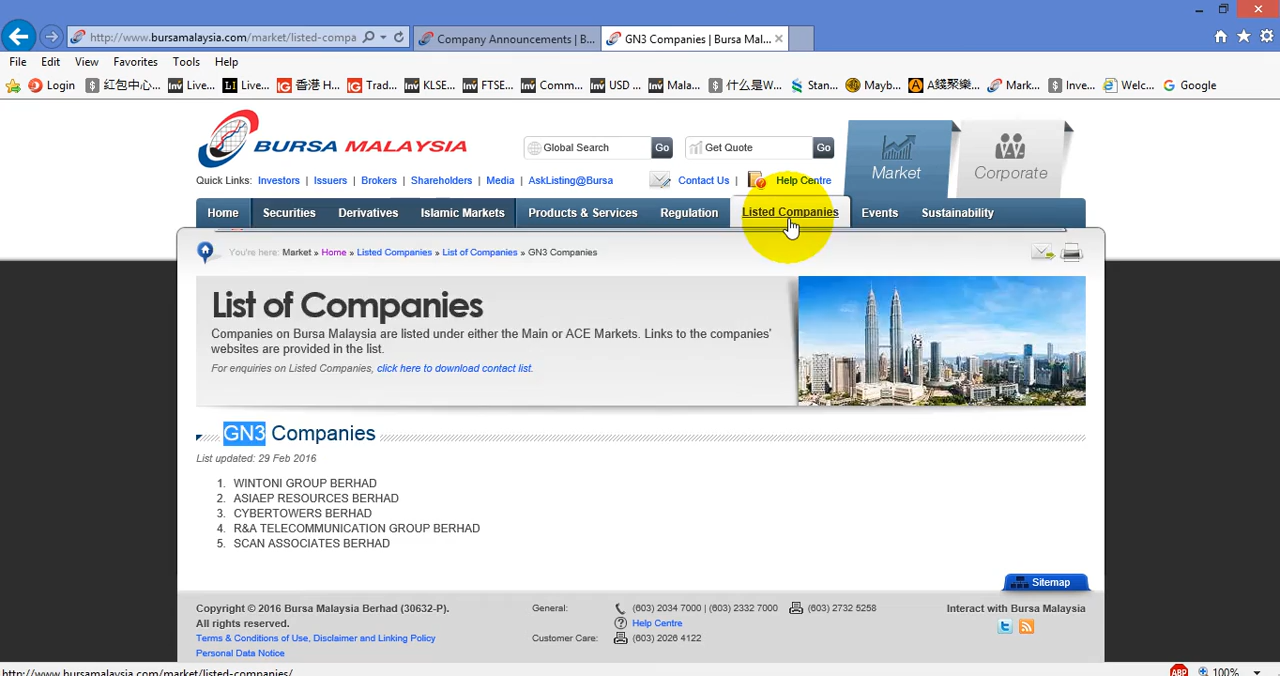 http://www.bursamalaysia.com/market/listed-compa
Company Announcements | B...
GN3 Companies | Bursa Mal...
File Edit View Favorites Tools Help
Login 紅包中心... Live... Live... 香港 H... Trad... KLSE... FTSE... Comm... USD ... Mala... 什么是W... Stan... Mayb... A錢聚樂... Mark... Inve... Welc... Google
BURSA MALAYSIA
Global Search Go Get Quote Go
Market
Corporate
Quick Links: Investors | Issuers | Brokers | Shareholders | Media | AskListing@Bursa Contact Us | Help Centre
Home Securities Derivatives Islamic Markets Products & Services Regulation Listed Companies Events Sustainability
You're here: Market » Home » Listed Companies » List of Companies » GN3 Companies
List of Companies
Companies on Bursa Malaysia are listed under either the Main or ACE Markets. Links to the companies'
websites are provided in the list.
For enquiries on Listed Companies, click here to download contact list.
GN3 Companies
List updated: 29 Feb 2016
1. WINTONI GROUP BERHAD
2. ASIAEP RESOURCES BERHAD
3. CYBERTOWERS BERHAD
4. R&A TELECOMMUNICATION GROUP BERHAD
5. SCAN ASSOCIATES BERHAD
Sitemap
Copyright © 2016 Bursa Malaysia Berhad (30632-P).
All rights reserved.
Terms & Conditions of Use, Disclaimer and Linking Policy
Personal Data Notice
General: (603) 2034 7000 | (603) 2332 7000 (603) 2732 5258
Help Centre
Customer Care: (603) 2026 4122
Interact with Bursa Malaysia
http://www.bursamalaysia.com/market/listed-companies/
ABP 100%